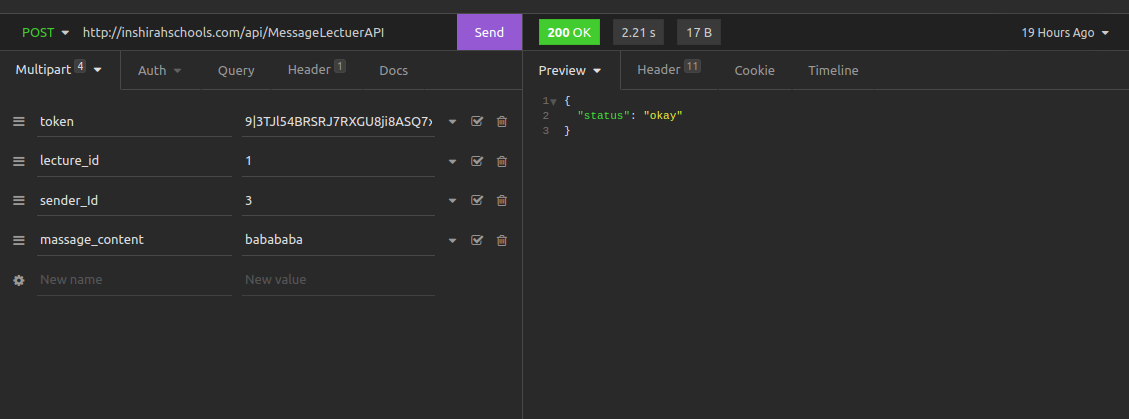 POST http://inshirahschools.com/api/MessageLectuerAPI Send
200 OK 2.21 s 17 B 19 Hours Ago
Multipart 4 Auth Query Header 1 Docs
Preview Header 11 Cookie Timeline
token 9|3TJl54BRSRJ7RXGU8ji8ASQ7x
lecture_id 1
sender_Id 3
massage_content babababa
New name New value
1 {
2 "status": "okay"
3 }